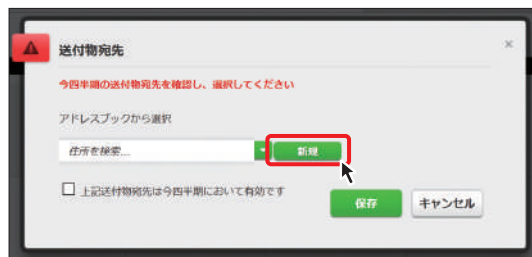 送付物宛先
×
今四半期の送付物宛先を確認し、選択してください
アドレスブックから選択
住所を検索...
新規
上記送付物宛先は今四半期において有効です
保存
キャンセル